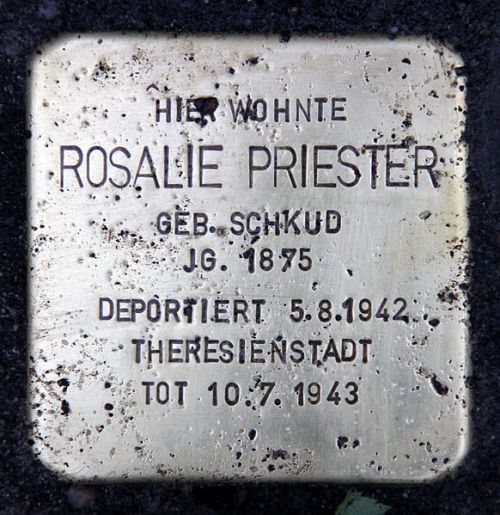 HIER WOHNTE
ROSALIE PRIESTER
GEB. SCHKUD
JG. 1875
DEPORTIERT 5.8.1942
THERESIENSTADT
TOT 10.7.1943